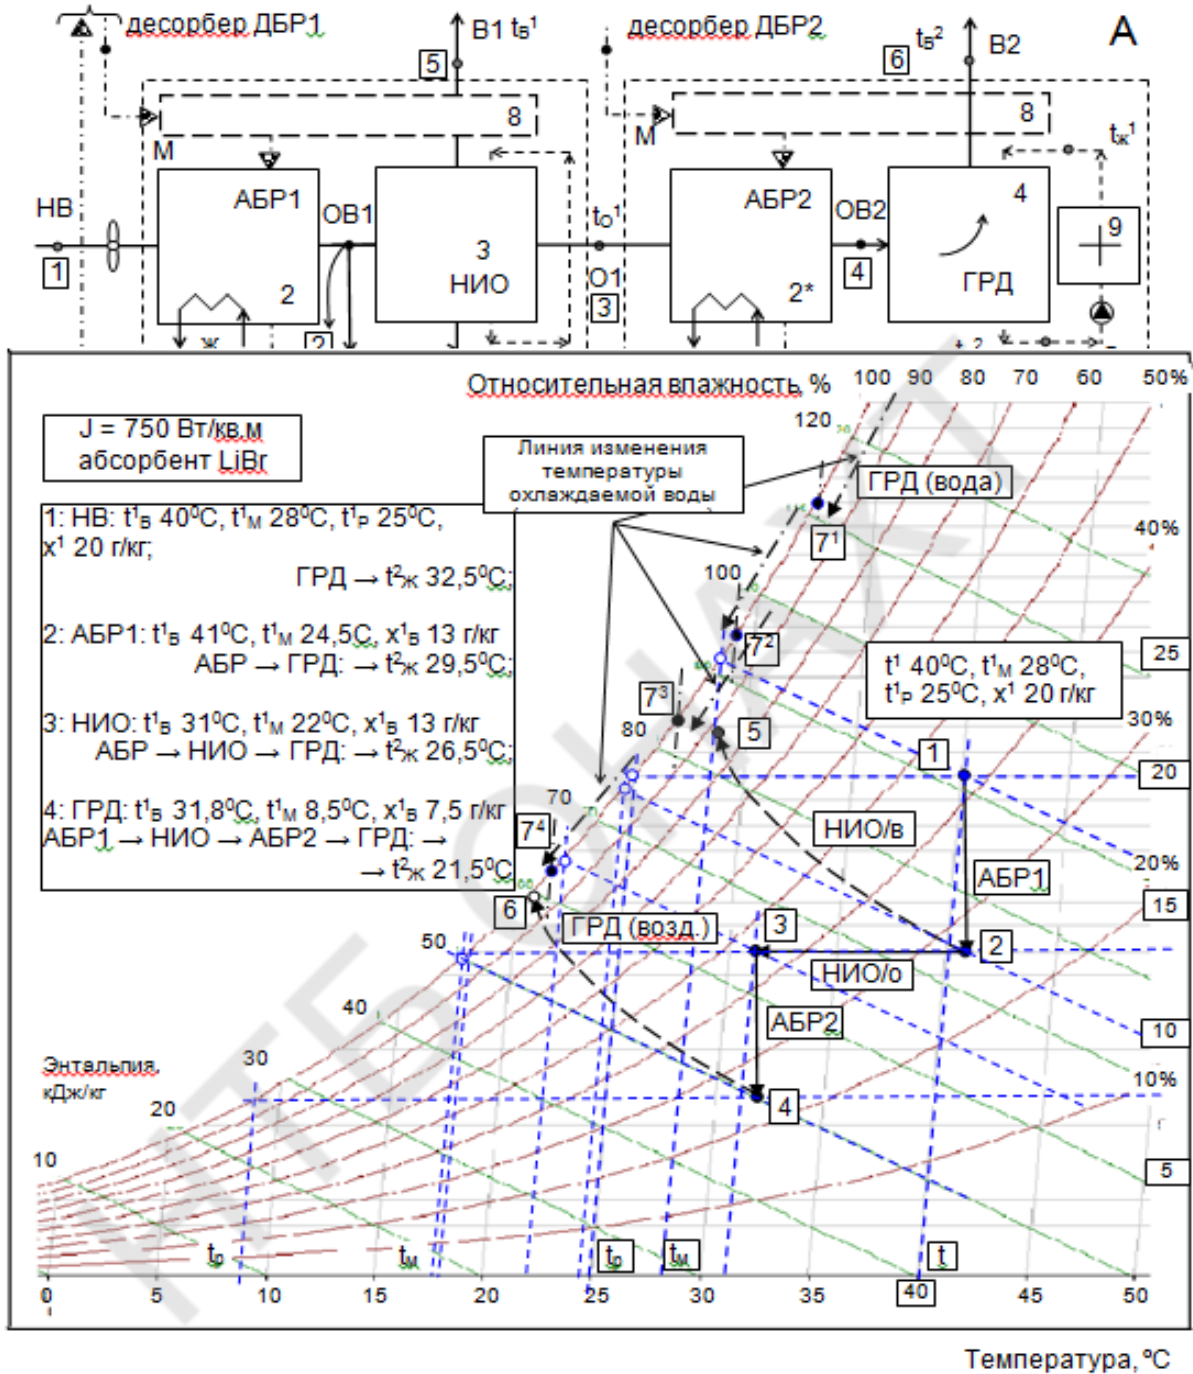 десорбер ДБР1
В1 tв¹
десорбер ДБР2
tв²
В2
А
5
6
8
8
М
М
tж¹
НВ
АБР1
ОВ1
tо¹
АБР2
ОВ2
4
9
1
2
3
НИО
О1
3
2*
4
ГРД
ж
2
Относительная влажность, %
100 90 80 70 60 50%
J = 750 Вт/кв.м
абсорбент LiBr
120
Линия изменения
температуры
охлаждаемой воды
ГРД (вода)
1: НВ: t¹в 40⁰С, t¹м 28⁰С, t¹р 25⁰С,
х¹ 20 г/кг;
ГРД → t²ж 32,5⁰С;
7¹
40%
100
2: АБР1: t¹в 41⁰С, t¹м 24,5С, х¹в 13 г/кг
АБР → ГРД: → t²ж 29,5⁰С;
7²
t¹ 40⁰С, t¹м 28⁰С,
t¹р 25⁰С, х¹ 20 г/кг
25
7³
3: НИО: t¹в 31⁰С, t¹м 22⁰С, х¹в 13 г/кг
АБР → НИО → ГРД: → t²ж 26,5⁰С;
80
5
1
30%
20
4: ГРД: t¹в 31,8⁰С, t¹м 8,5⁰С, х¹в 7,5 г/кг
АБР1 → НИО → АБР2 → ГРД: →
→ t²ж 21,5⁰С
70
7⁴
НИО/в
20%
АБР1
15
6
ГРД (возд.)
3
2
50
НИО/о
40
АБР2
10
Энтальпия,
кДж/кг
30
10%
4
20
10
5
tр
tм
tр
tм
t
0 5 10 15 20 25 30 35 40 45 50
Температура, ºС
НТБ ОНАХТ